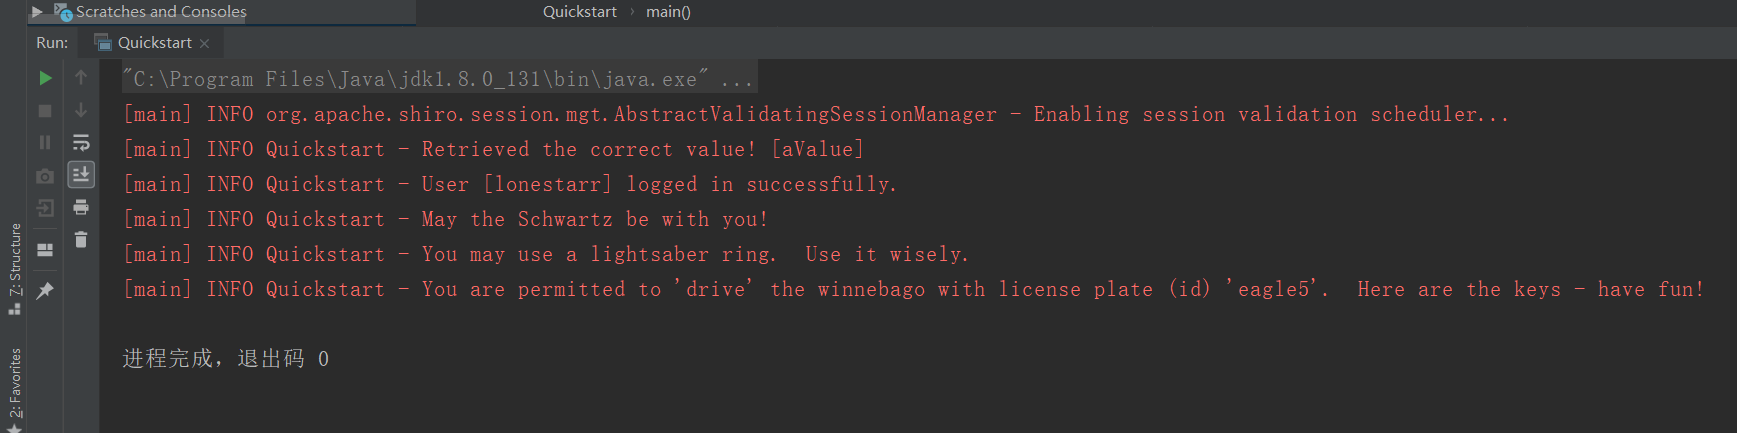 Scratches and Consoles
Quickstart › main()
Run: Quickstart ×
"C:\Program Files\Java\jdk1.8.0_131\bin\java.exe" ...
[main] INFO org.apache.shiro.session.mgt.AbstractValidatingSessionManager - Enabling session validation scheduler...
[main] INFO Quickstart - Retrieved the correct value! [aValue]
[main] INFO Quickstart - User [lonestarr] logged in successfully.
[main] INFO Quickstart - May the Schwartz be with you!
[main] INFO Quickstart - You may use a lightsaber ring.  Use it wisely.
[main] INFO Quickstart - You are permitted to 'drive' the winnebago with license plate (id) 'eagle5'.  Here are the keys - have fun!
进程完成，退出码 0
Z: Structure
2: Favorites